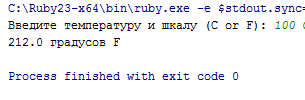 C:\Ruby23-x64\bin\ruby.exe -e $stdout.sync=
Введите температуру и шкалу (C or F): 100
212.0 градусов F
Process finished with exit code 0